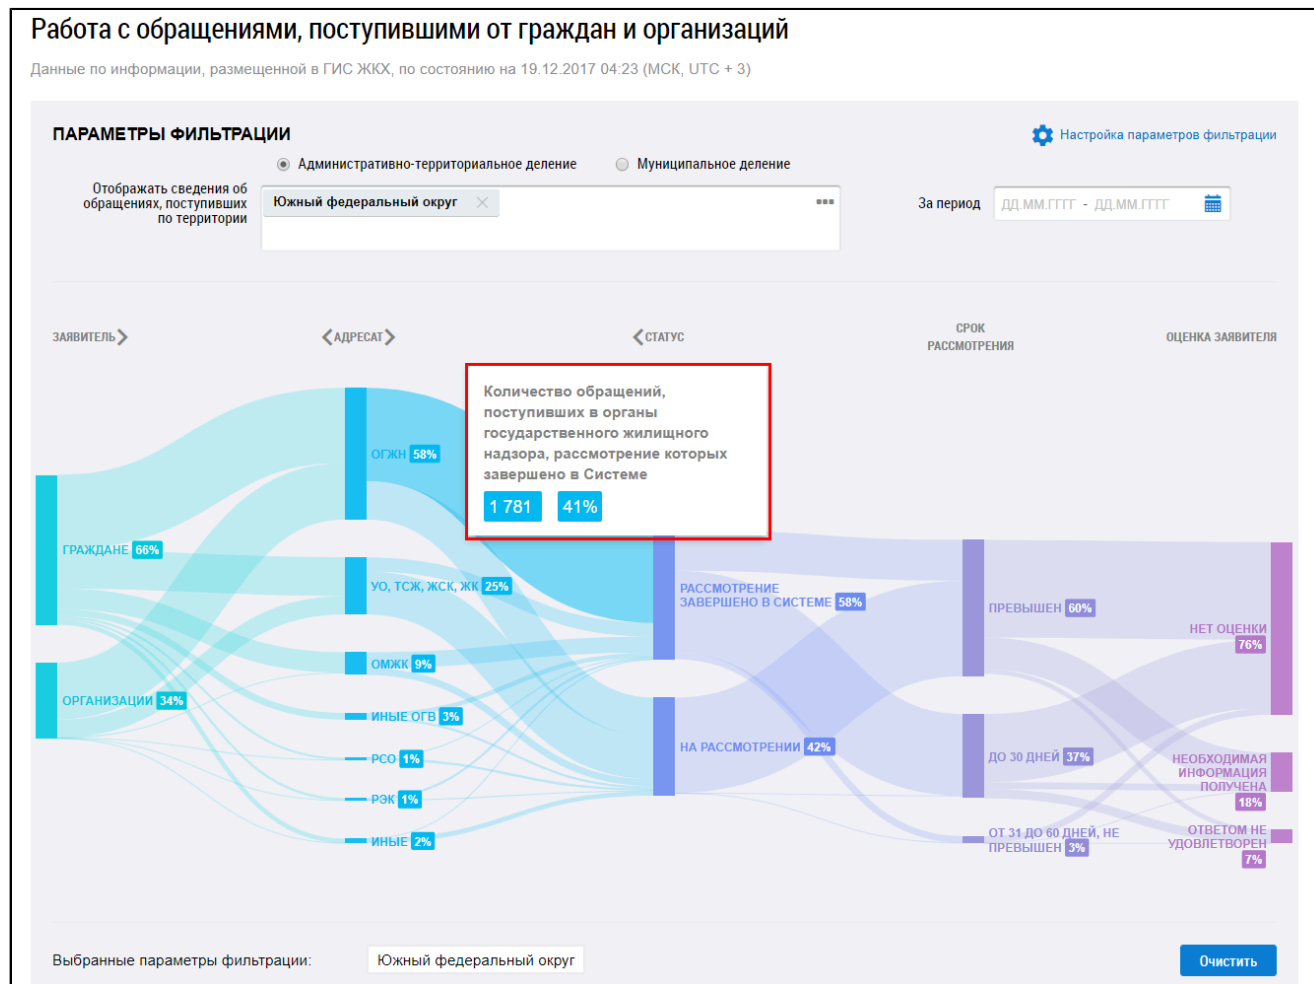 Работа с обращениями, поступившими от граждан и организаций
Данные по информации, размещенной в ГИС ЖКХ, по состоянию на 19.12.2017 04:23 (МСК, UTC + 3)
ПАРАМЕТРЫ ФИЛЬТРАЦИИ
Настройка параметров фильтрации
Административно-территориальное деление
Муниципальное деление
Отображать сведения об
обращениях, поступивших
по территории
Южный федеральный округ
За период
ДД.ММ.ГГГГ - ДД.ММ.ГГГГ
ЗАЯВИТЕЛЬ
АДРЕСАТ
СТАТУС
СРОК
РАССМОТРЕНИЯ
ОЦЕНКА ЗАЯВИТЕЛЯ
Количество обращений,
поступивших в органы
государственного жилищного
надзора, рассмотрение которых
завершено в Системе
1 781 41%
ГРАЖДАНЕ 66%
ОРГАНИЗАЦИИ 34%
ОГЖН 58%
УО, ТСЖ, ЖСК, ЖК 25%
ОМЖК 9%
ИНЫЕ ОГВ 3%
РСО 1%
РЭК 1%
ИНЫЕ 2%
РАССМОТРЕНИЕ
ЗАВЕРШЕНО В СИСТЕМЕ 58%
НА РАССМОТРЕНИИ 42%
ПРЕВЫШЕН 60%
ДО 30 ДНЕЙ 37%
ОТ 31 ДО 60 ДНЕЙ, НЕ
ПРЕВЫШЕН 3%
НЕТ ОЦЕНКИ
76%
НЕОБХОДИМАЯ
ИНФОРМАЦИЯ
ПОЛУЧЕНА
18%
ОТВЕТОМ НЕ
УДОВЛЕТВОРЕН
7%
Выбранные параметры фильтрации:
Южный федеральный округ
Очистить